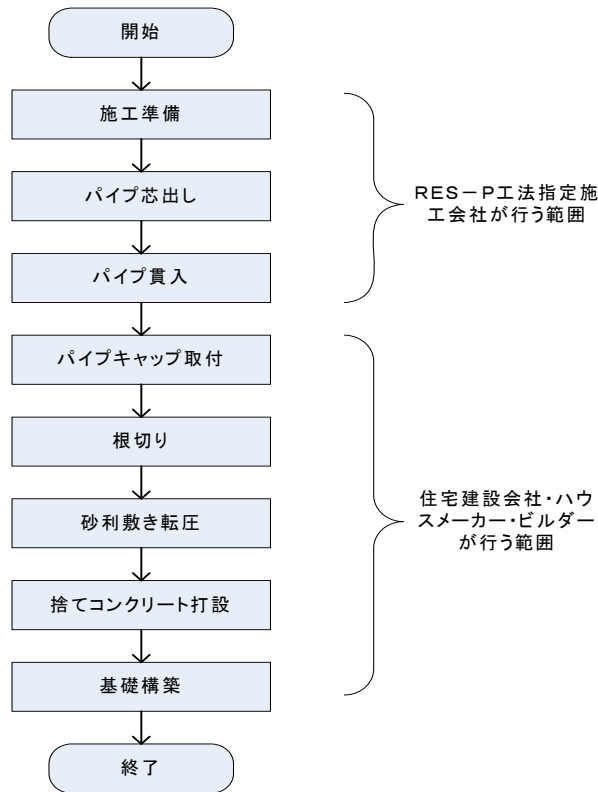 開始
施工準備
パイプ芯出し
パイプ貫入
RES－P工法指定施
工会社が行う範囲
パイプキャップ取付
根切り
砂利敷き転圧
捨てコンクリート打設
基礎構築
住宅建設会社・ハウ
スメーカー・ビルダー
が行う範囲
終了